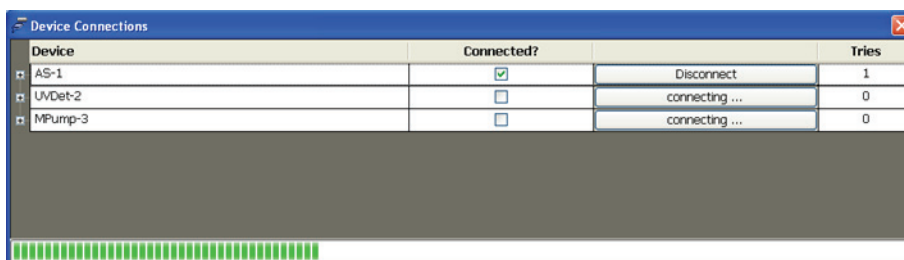 Device Connections
Device Connected? Tries
AS-1 Disconnect 1
UVDet-2 connecting ... 0
MPump-3 connecting ... 0